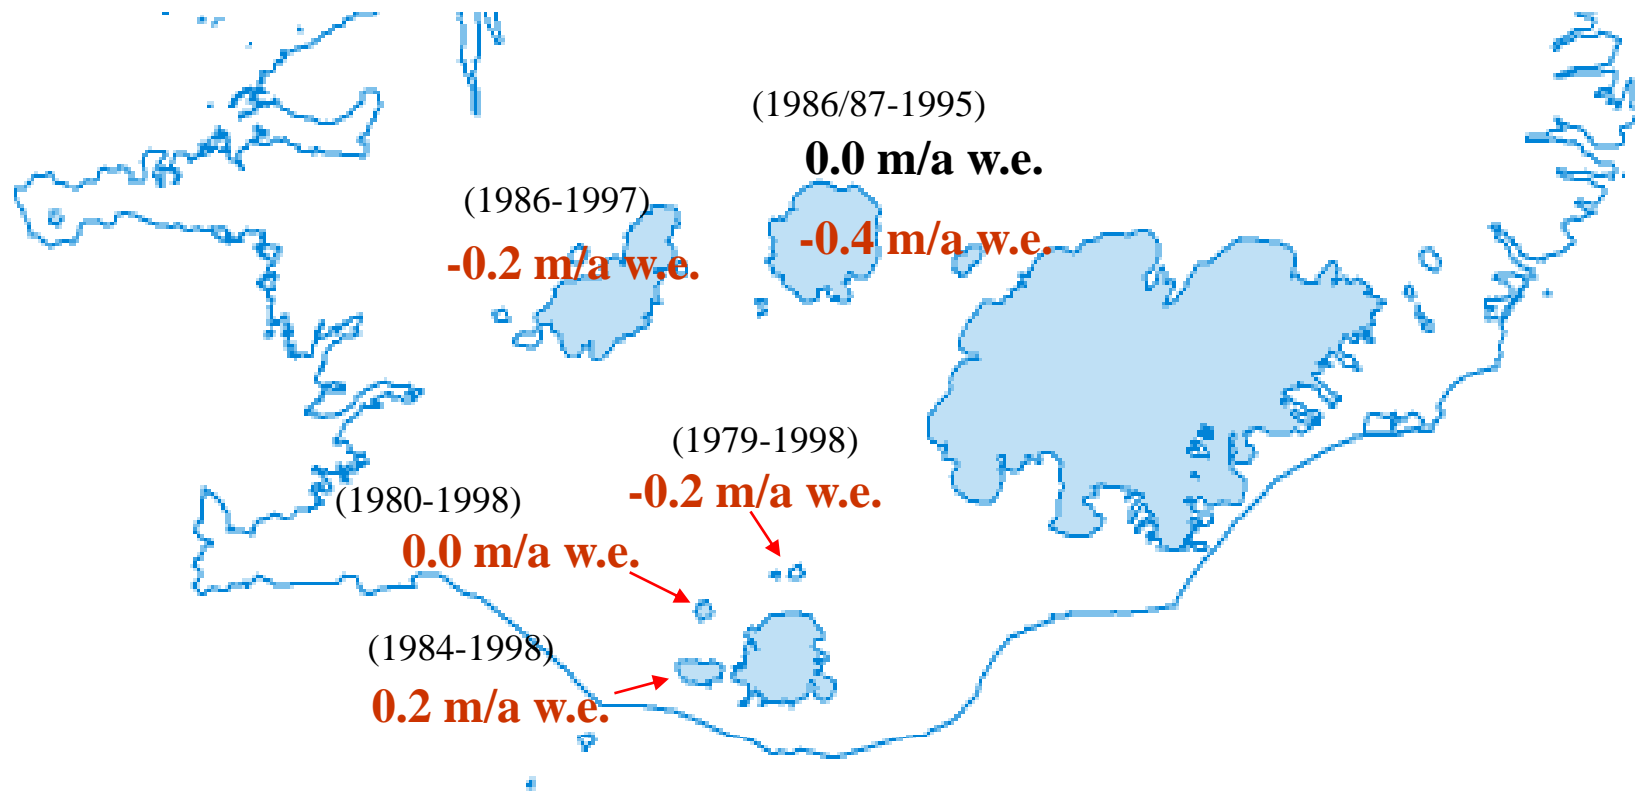 (1986/87-1995)
0.0 m/a w.e.
(1986-1997)
-0.4 m/a w.e.
-0.2 m/a w.e.
(1979-1998)
-0.2 m/a w.e.
(1980-1998)
0.0 m/a w.e.
(1984-1998)
0.2 m/a w.e.